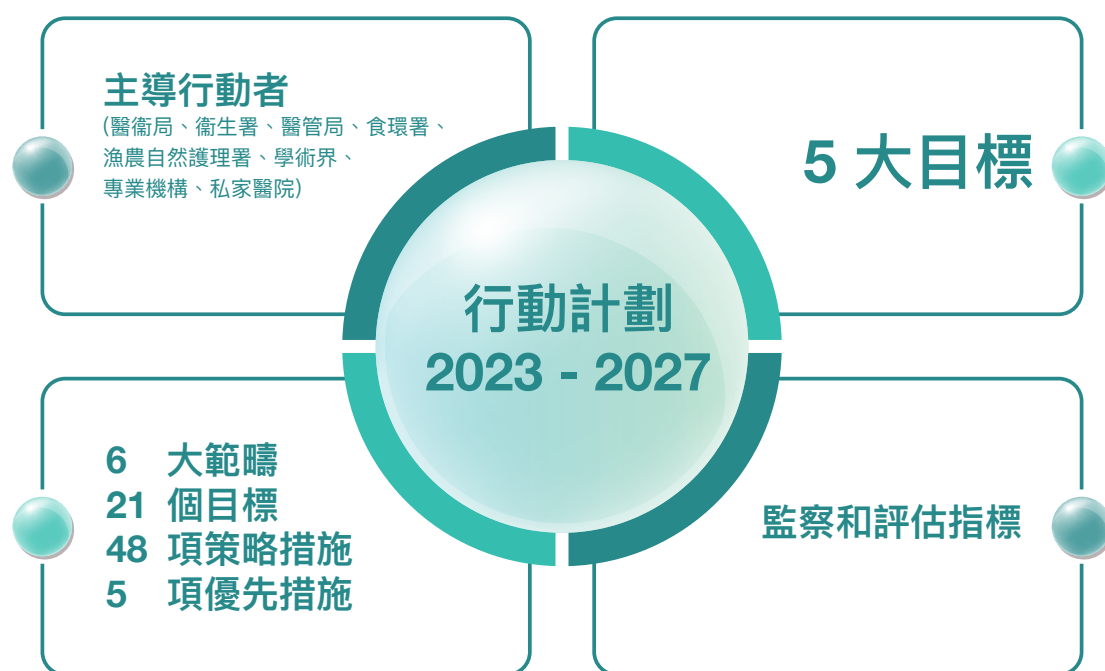 主導行動者
(醫衞局、衞生署、醫管局、食環署、
漁農自然護理署、學術界、
專業機構、私家醫院)
5 大目標
行動計劃
2023 - 2027
6 大範疇
21 個目標
48 項策略措施
5 項優先措施
監察和評估指標